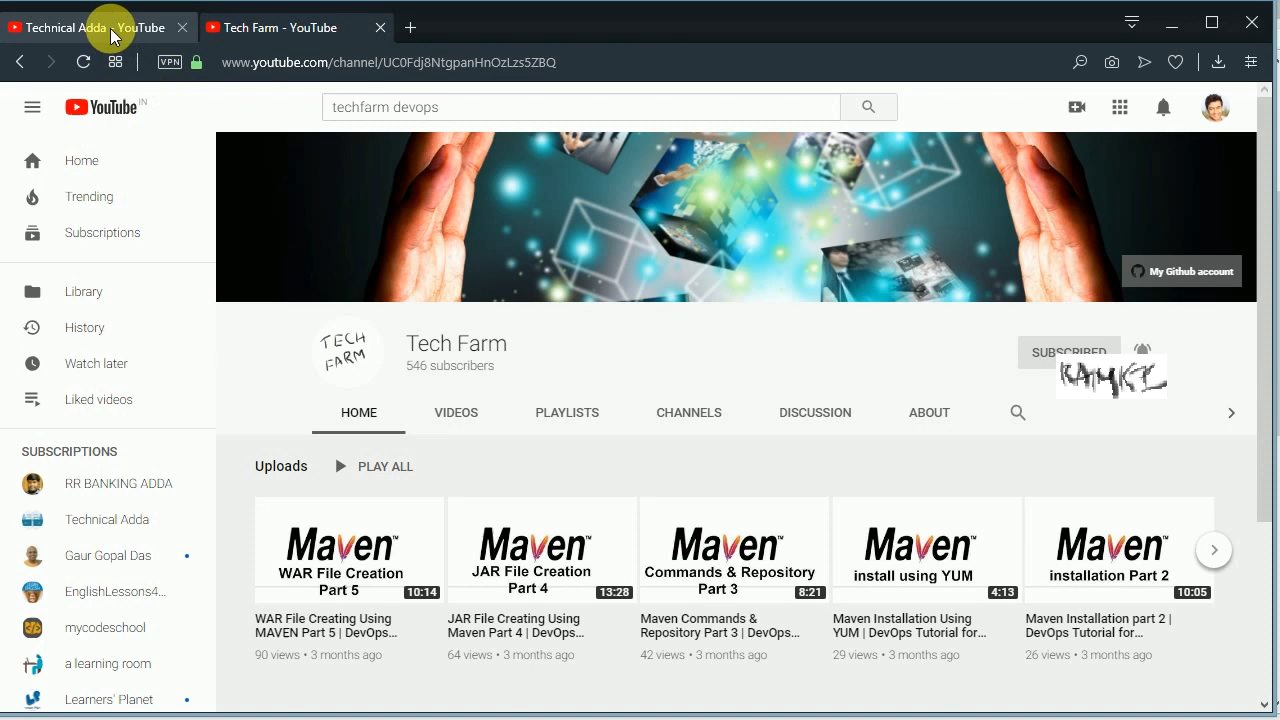 Technical Adda - YouTube
Tech Farm - YouTube
VPN
www.youtube.com/channel/UC0Fdj8NtgpanHnOzLzs5ZBQ
YouTube IN
techfarm devops
Home
Trending
Subscriptions
Library
History
Watch later
Liked videos
SUBSCRIPTIONS
RR BANKING ADDA
Technical Adda
Gaur Gopal Das
EnglishLessons4...
mycodeschool
a learning room
Learners' Planet
My Github account
TECH
FARM
Tech Farm
546 subscribers
SUBSCRIBED
HOME VIDEOS PLAYLISTS CHANNELS DISCUSSION ABOUT
Uploads PLAY ALL
Maven™
WAR File Creation
Part 5
10:14
WAR File Creating Using
MAVEN Part 5 | DevOps...
90 views • 3 months ago
Maven™
JAR File Creation
Part 4
13:28
JAR File Creating Using
Maven Part 4 | DevOps...
64 views • 3 months ago
Maven™
Commands & Repository
Part 3
8:21
Maven Commands &
Repository Part 3 | DevOps...
42 views • 3 months ago
Maven™
install using YUM
4:13
Maven Installation Using
YUM | DevOps Tutorial for...
29 views • 3 months ago
Maven™
installation Part 2
10:05
Maven Installation part 2 |
DevOps Tutorial for...
26 views • 3 months ago